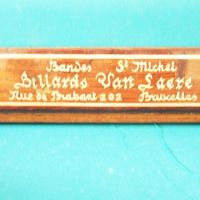 Bandes St Michel
Billards Van Laere
Rue de Brabant 202 Bruxelles